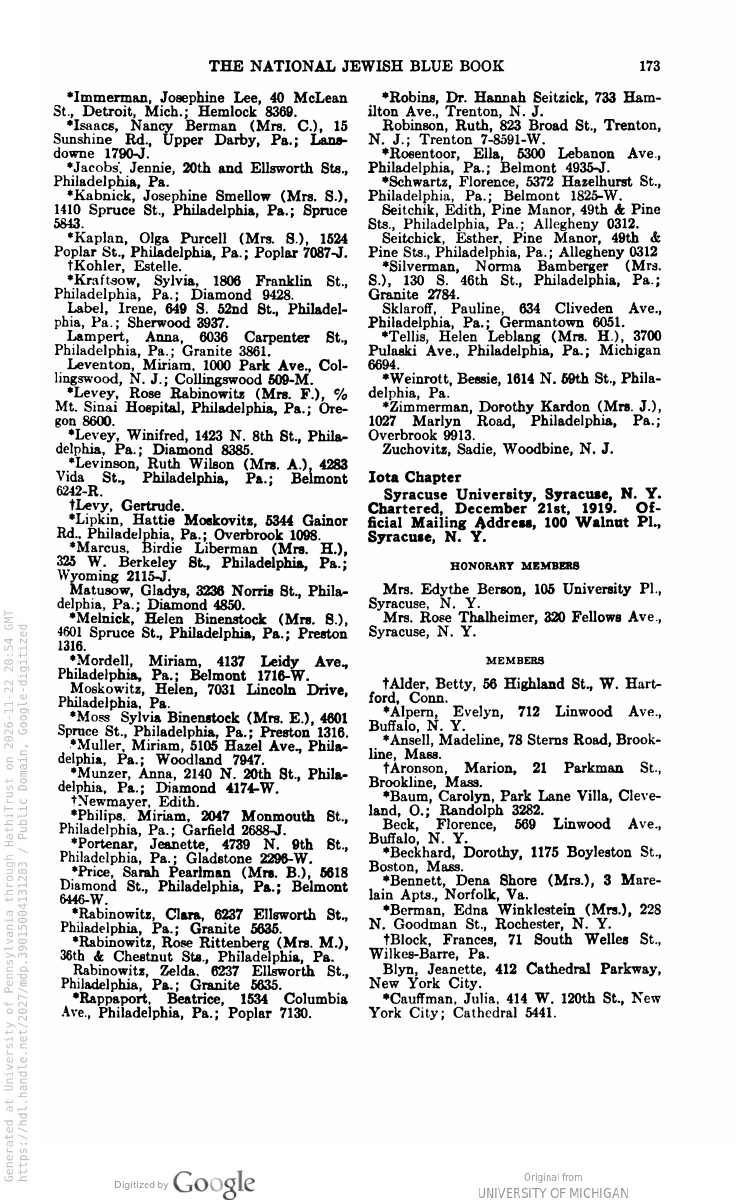 THE NATIONAL JEWISH BLUE BOOK 173
*Immerman, Josephine Lee, 40 McLean
St., Detroit, Mich.; Hemlock 8369.
*Isaacs, Nancy Berman (Mrs. C.), 15
Sunshine Rd., Upper Darby, Pa.; Lans-
downe 1790-J.
*Jacobs, Jennie, 20th and Ellsworth Sts.,
Philadelphia, Pa.
*Kabnick, Josephine Smellow (Mrs. S.),
1410 Spruce St., Philadelphia, Pa.; Spruce
5843.
*Kaplan, Olga Purcell (Mrs. S.), 1524
Poplar St., Philadelphia, Pa.; Poplar 7087-J.
†Kohler, Estelle.
*Kraftsow, Sylvia, 1806 Franklin St.,
Philadelphia, Pa.; Diamond 9428.
Label, Irene, 649 S. 52nd St., Philadel-
phia, Pa.; Sherwood 3937.
Lampert, Anna, 6036 Carpenter St.,
Philadelphia, Pa.; Granite 3861.
Leventon, Miriam, 1000 Park Ave., Col-
lingswood, N. J.; Collingswood 509-M.
*Levey, Rose Rabinowitz (Mrs. F.), %
Mt. Sinai Hospital, Philadelphia, Pa.; Ore-
gon 8600.
*Levey, Winifred, 1423 N. 8th St., Phila-
delphia, Pa.; Diamond 8385.
*Levinson, Ruth Wilson (Mrs. A.), 4283
Vida St., Philadelphia, Pa.; Belmont
6242-R.
†Levy, Gertrude.
*Lipkin, Hattie Moskovitz, 5344 Gainor
Rd., Philadelphia, Pa.; Overbrook 1098.
*Marcus, Birdie Liberman (Mrs. H.),
325 W. Berkeley St., Philadelphia, Pa.;
Wyoming 2115-J.
Matusow, Gladys, 3236 Norris St., Phila-
delphia, Pa.; Diamond 4850.
*Melnick, Helen Binenstock (Mrs. S.),
4601 Spruce St., Philadelphia, Pa.; Preston
1316.
*Mordell, Miriam, 4137 Leidy Ave.,
Philadelphia, Pa.; Belmont 1716-W.
Moskowitz, Helen, 7031 Lincoln Drive,
Philadelphia, Pa.
*Moss Sylvia Binenstock (Mrs. E.), 4601
Spruce St., Philadelphia, Pa.; Preston 1316.
*Muller, Miriam, 5105 Hazel Ave., Phila-
delphia, Pa.; Woodland 7947.
*Munzer, Anna, 2140 N. 20th St., Phila-
delphia, Pa.; Diamond 4174-W.
†Newmayer, Edith.
*Philips, Miriam, 2047 Monmouth St.,
Philadelphia, Pa.; Garfield 2688-J.
*Portenar, Jeanette, 4739 N. 9th St.,
Philadelphia, Pa.; Gladstone 2296-W.
*Price, Sarah Pearlman (Mrs. B.), 5618
Diamond St., Philadelphia, Pa.; Belmont
6446-W.
*Rabinowitz, Clara, 6237 Ellsworth St.,
Philadelphia, Pa.; Granite 5635.
*Rabinowitz, Rose Rittenberg (Mrs. M.),
36th & Chestnut Sts., Philadelphia, Pa.
Rabinowitz, Zelda, 6237 Ellsworth St.,
Philadelphia, Pa.; Granite 5635.
*Rappaport, Beatrice, 1534 Columbia
Ave., Philadelphia, Pa.; Poplar 7130.
*Robins, Dr. Hannah Seitzick, 733 Ham-
ilton Ave., Trenton, N. J.
Robinson, Ruth, 823 Broad St., Trenton,
N. J.; Trenton 7-8591-W.
*Rosentoor, Ella, 5300 Lebanon Ave.,
Philadelphia, Pa.; Belmont 4935-J.
*Schwartz, Florence, 5372 Hazelhurst St.,
Philadelphia, Pa.; Belmont 1825-W.
Seitchik, Edith, Pine Manor, 49th & Pine
Sts., Philadelphia, Pa.; Allegheny 0312.
Seitchick, Esther, Pine Manor, 49th &
Pine Sts., Philadelphia, Pa.; Allegheny 0312
*Silverman, Norma Bamberger (Mrs.
S.), 130 S. 46th St., Philadelphia, Pa.;
Granite 2784.
Sklaroff, Pauline, 634 Cliveden Ave.,
Philadelphia, Pa.; Germantown 6051.
*Tellis, Helen Leblang (Mrs. H.), 3700
Pulaski Ave., Philadelphia, Pa.; Michigan
6694.
*Weinrott, Bessie, 1614 N. 59th St., Phila-
delphia, Pa.
*Zimmerman, Dorothy Kardon (Mrs. J.),
1027 Marlyn Road, Philadelphia, Pa.;
Overbrook 9913.
Zuchovitz, Sadie, Woodbine, N. J.
Iota Chapter
Syracuse University, Syracuse, N. Y.
Chartered, December 21st, 1919. Of-
ficial Mailing Address, 100 Walnut Pl.,
Syracuse, N. Y.
HONORARY MEMBERS
Mrs. Edythe Berson, 105 University Pl.,
Syracuse, N. Y.
Mrs. Rose Thalheimer, 320 Fellows Ave.,
Syracuse, N. Y.
MEMBERS
†Alder, Betty, 56 Highland St., W. Hart-
ford, Conn.
*Alpern, Evelyn, 712 Linwood Ave.,
Buffalo, N. Y.
*Ansell, Madeline, 78 Sterns Road, Brook-
line, Mass.
†Aronson, Marion, 21 Parkman St.,
Brookline, Mass.
*Baum, Carolyn, Park Lane Villa, Cleve-
land, O.; Randolph 3282.
Beck, Florence, 569 Linwood Ave.,
Buffalo, N. Y.
*Beckhard, Dorothy, 1175 Boyleston St.,
Boston, Mass.
*Bennett, Dena Shore (Mrs.), 3 Mare-
lain Apts., Norfolk, Va.
*Berman, Edna Winklestein (Mrs.), 228
N. Goodman St., Rochester, N. Y.
†Block, Frances, 71 South Welles St.,
Wilkes-Barre, Pa.
Blyn, Jeanette, 412 Cathedral Parkway,
New York City.
*Cauffman, Julia, 414 W. 120th St., New
York City; Cathedral 5441.
Generated at University of Pennsylvania through HathiTrust on 2026-11-22 20:54 GMT
https://hdl.handle.net/2027/mdp.39015004131283 / Public Domain, Google-digitized
Digitized by Google
Original from
UNIVERSITY OF MICHIGAN